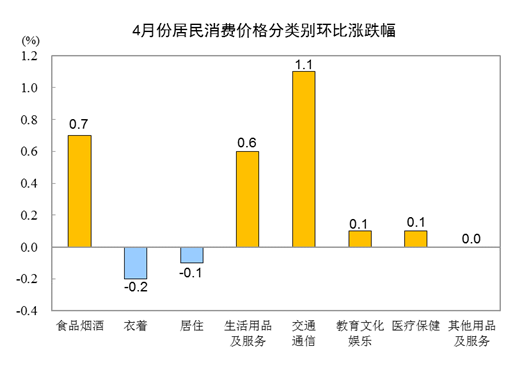 4月份居民消费价格分类别环比涨跌幅
(%)
1.2
1.0
0.8
0.6
0.4
0.2
0.0
-0.2
-0.4
0.7
-0.2
-0.1
0.6
1.1
0.1
0.1
0.0
食品烟酒
衣着
居住
生活用品
及服务
交通
通信
教育文化
娱乐
医疗保健
其他用品
及服务